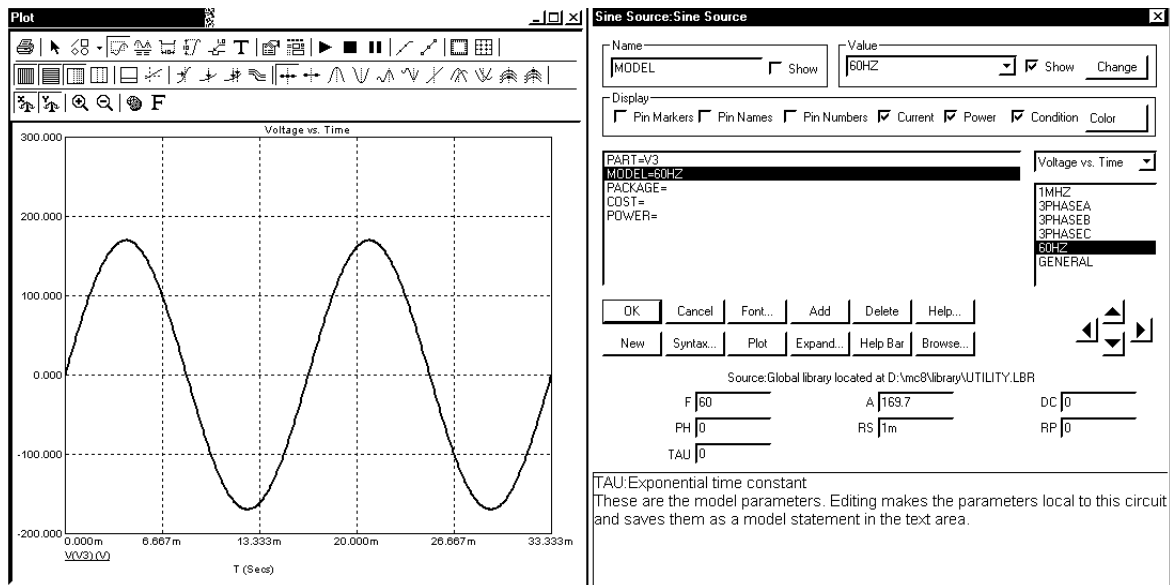 Plot
T
F
Voltage vs. Time
300.000
200.000
100.000
0.000
-100.000
-200.000
0.000m 6.667m 13.333m 20.000m 26.667m 33.333m
V(V3) (V)
T (Secs)
Sine Source:Sine Source
Name
MODEL
Show
Value
60HZ
Show
Change
Display
Pin Markers Pin Names Pin Numbers Current Power Condition Color
PART=V3
MODEL=60HZ
PACKAGE=
COST=
POWER=
Voltage vs. Time
1MHZ
3PHASEA
3PHASEB
3PHASEC
60HZ
GENERAL
OK Cancel Font... Add Delete Help...
New Syntax... Plot Expand... Help Bar Browse...
Source:Global library located at D:\mc8\library\UTILITY.LBR
F 60 A 169.7 DC 0
PH 0 RS 1m RP 0
TAU 0
TAU:Exponential time constant
These are the model parameters. Editing makes the parameters local to this circuit
and saves them as a model statement in the text area.